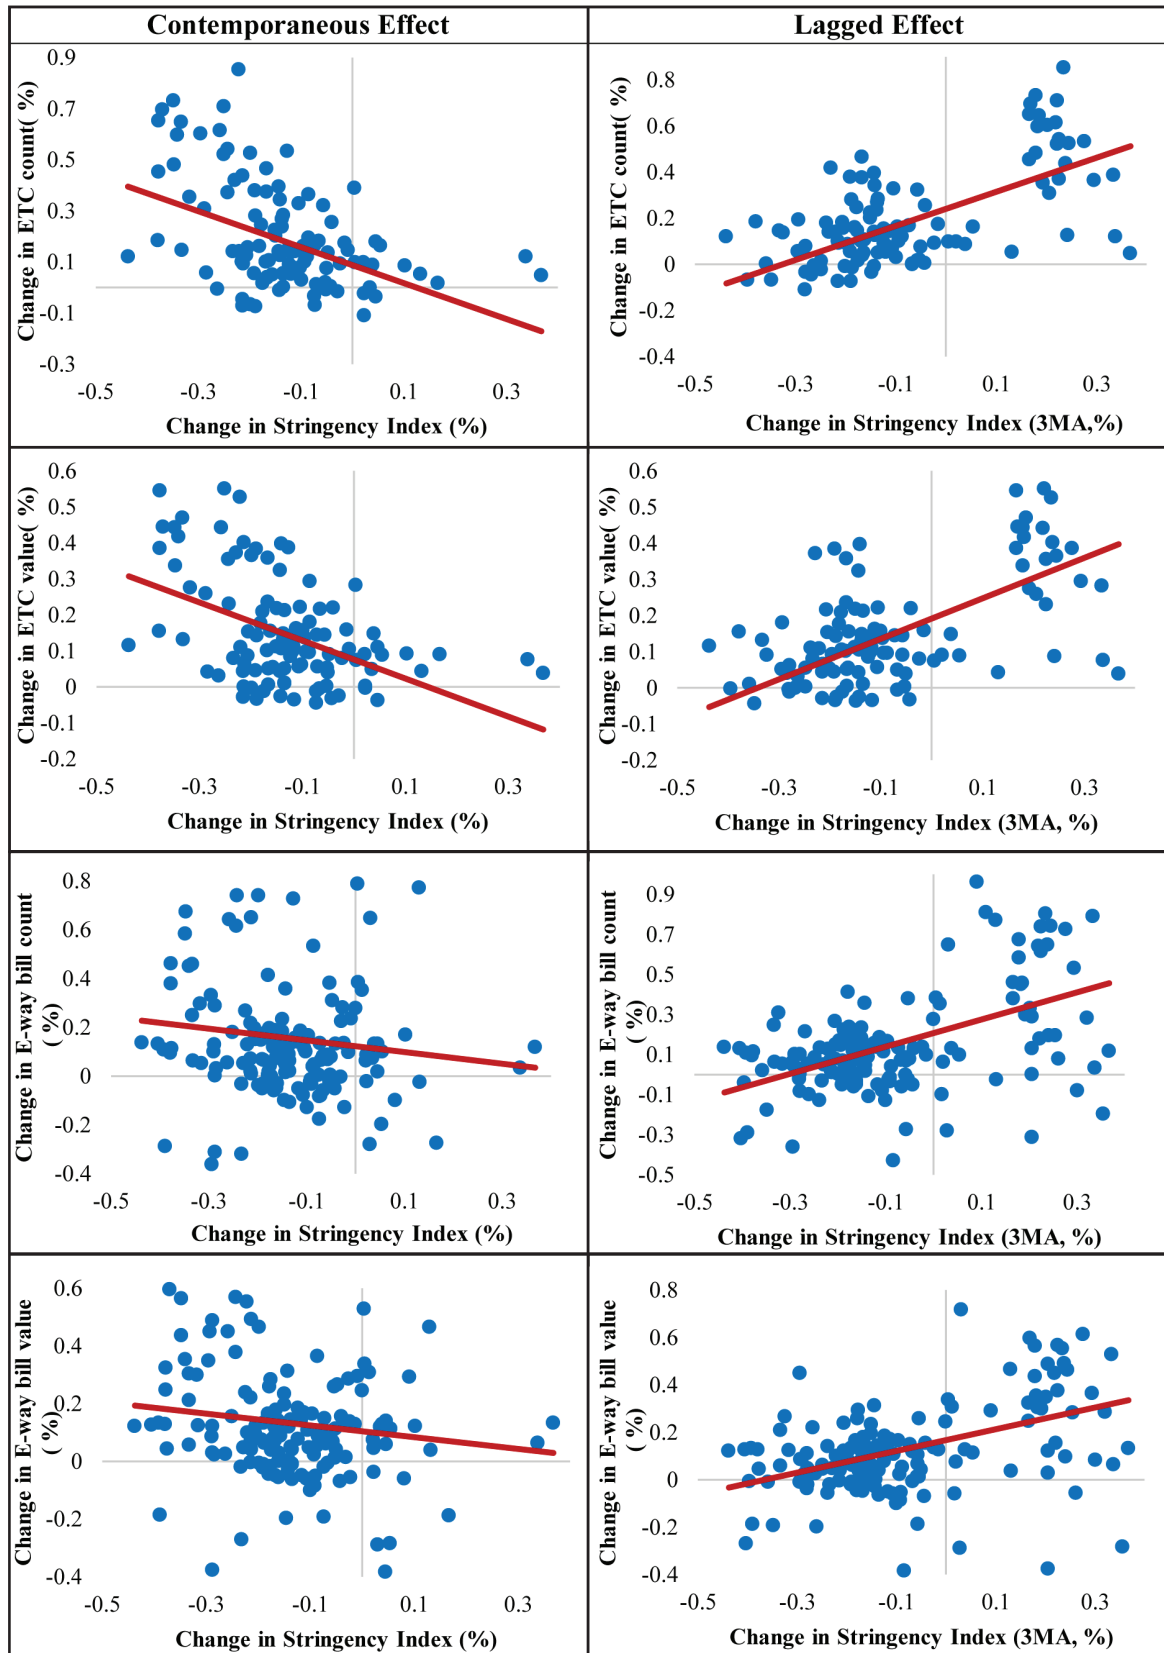 Contemporaneous Effect
Lagged Effect
Change in ETC count( %)
0.9
0.7
0.5
0.3
0.1
-0.1
-0.3
-0.5 -0.3 -0.1 0.1 0.3
Change in Stringency Index (%)
Change in ETC count( %)
0.8
0.6
0.4
0.2
0
-0.2
-0.4
-0.5 -0.3 -0.1 0.1 0.3
Change in Stringency Index (3MA,%)
Change in ETC value( %)
0.6
0.5
0.4
0.3
0.2
0.1
0
-0.1
-0.2
-0.5 -0.3 -0.1 0.1 0.3
Change in Stringency Index (%)
Change in ETC value( %)
0.6
0.5
0.4
0.3
0.2
0.1
0
-0.1
-0.2
-0.5 -0.3 -0.1 0.1 0.3
Change in Stringency Index (3MA, %)
Change in E-way bill count
( %)
0.8
0.6
0.4
0.2
0
-0.2
-0.4
-0.5 -0.3 -0.1 0.1 0.3
Change in Stringency Index (%)
Change in E-way bill count
( %)
0.9
0.7
0.5
0.3
0.1
-0.1
-0.3
-0.5
-0.5 -0.3 -0.1 0.1 0.3
Change in Stringency Index (3MA, %)
Change in E-way bill value
( %)
0.6
0.4
0.2
0
-0.2
-0.4
-0.5 -0.3 -0.1 0.1 0.3
Change in Stringency Index (%)
Change in E-way bill value
( %)
0.8
0.6
0.4
0.2
0
-0.2
-0.4
-0.5 -0.3 -0.1 0.1 0.3
Change in Stringency Index (3MA, %)